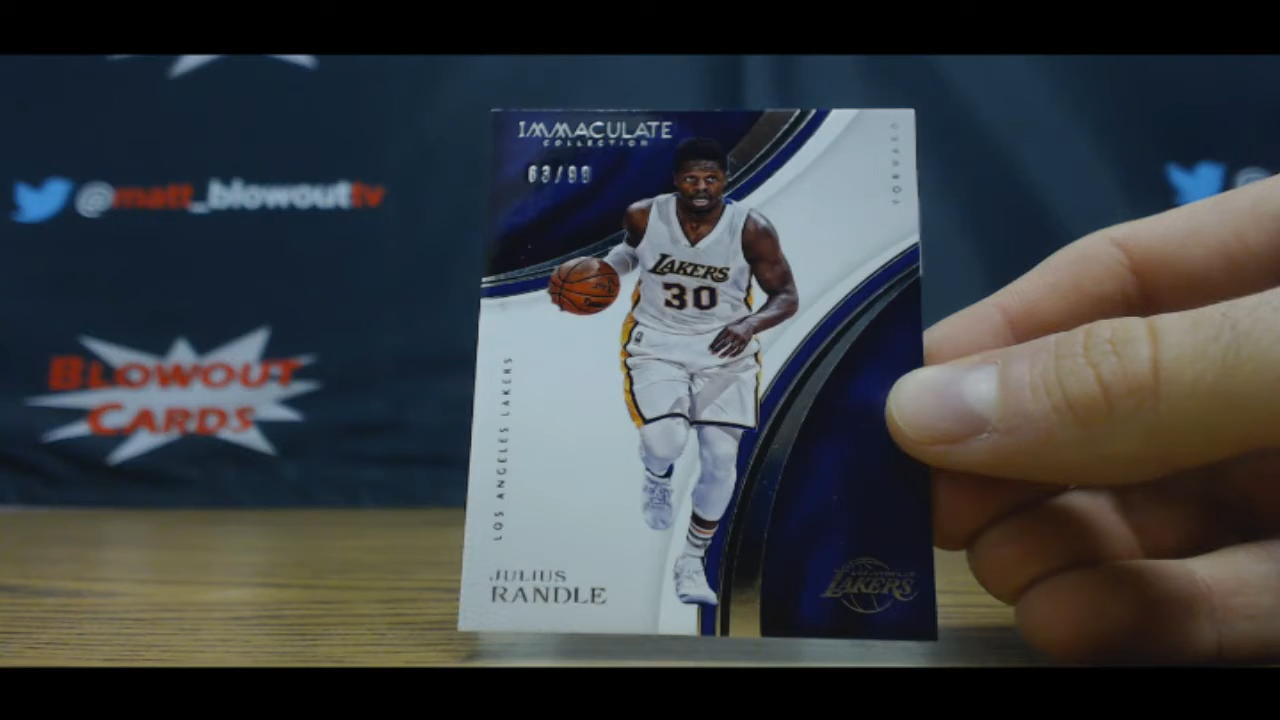 @matt_blowouttv
BLOWOUT
CARDS
IMMACULATE
COLLECTION
63/99
FORWARD
LAKERS
30
LOS ANGELES LAKERS
JULIUS
RANDLE
LAKERS
@